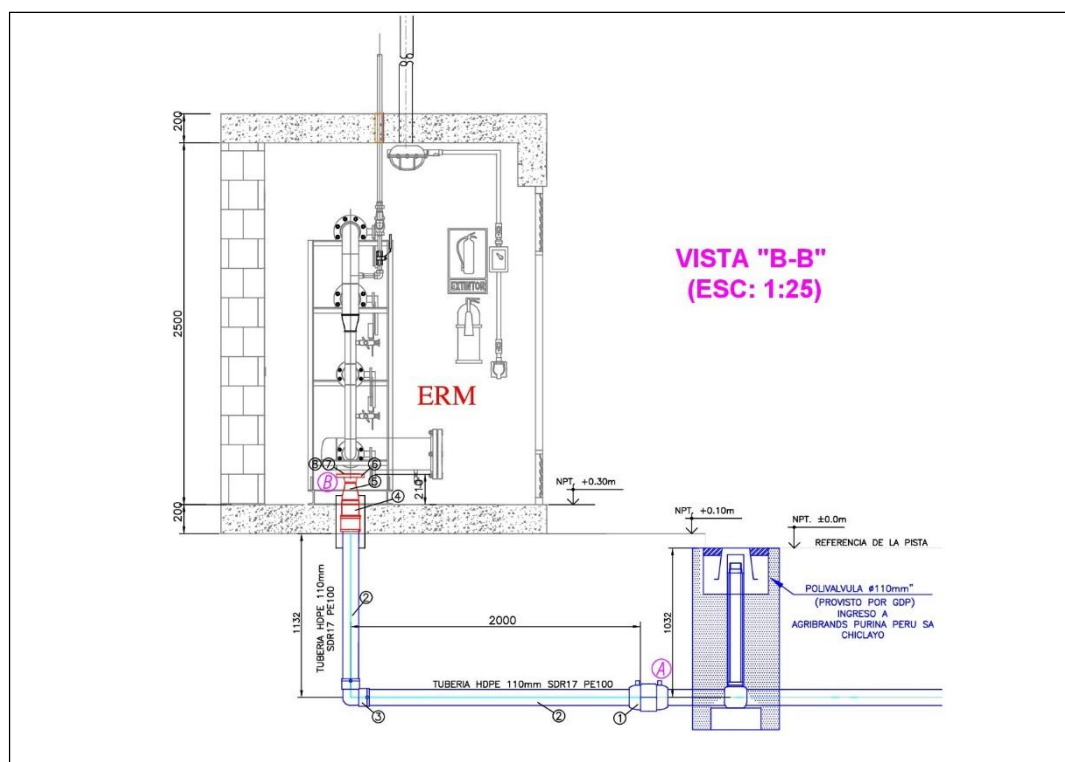 200
2500
200
EXTINTOR
VISTA "B-B"
(ESC: 1:25)
ERM
8 7 6
B
5
4
210
NPT. +0.30m
NPT. +0.10m
NPT. ±0.0m
REFERENCIA DE LA PISTA
1132
TUBERIA HDPE 110mm
SDR17 PE100
2
2000
1032
POLIVALVULA ø110mm"
(PROVISTO POR GDP)
INGRESO A
AGRIBRANDS PURINA PERU SA
CHICLAYO
A
TUBERIA HDPE 110mm SDR17 PE100
3
2
1